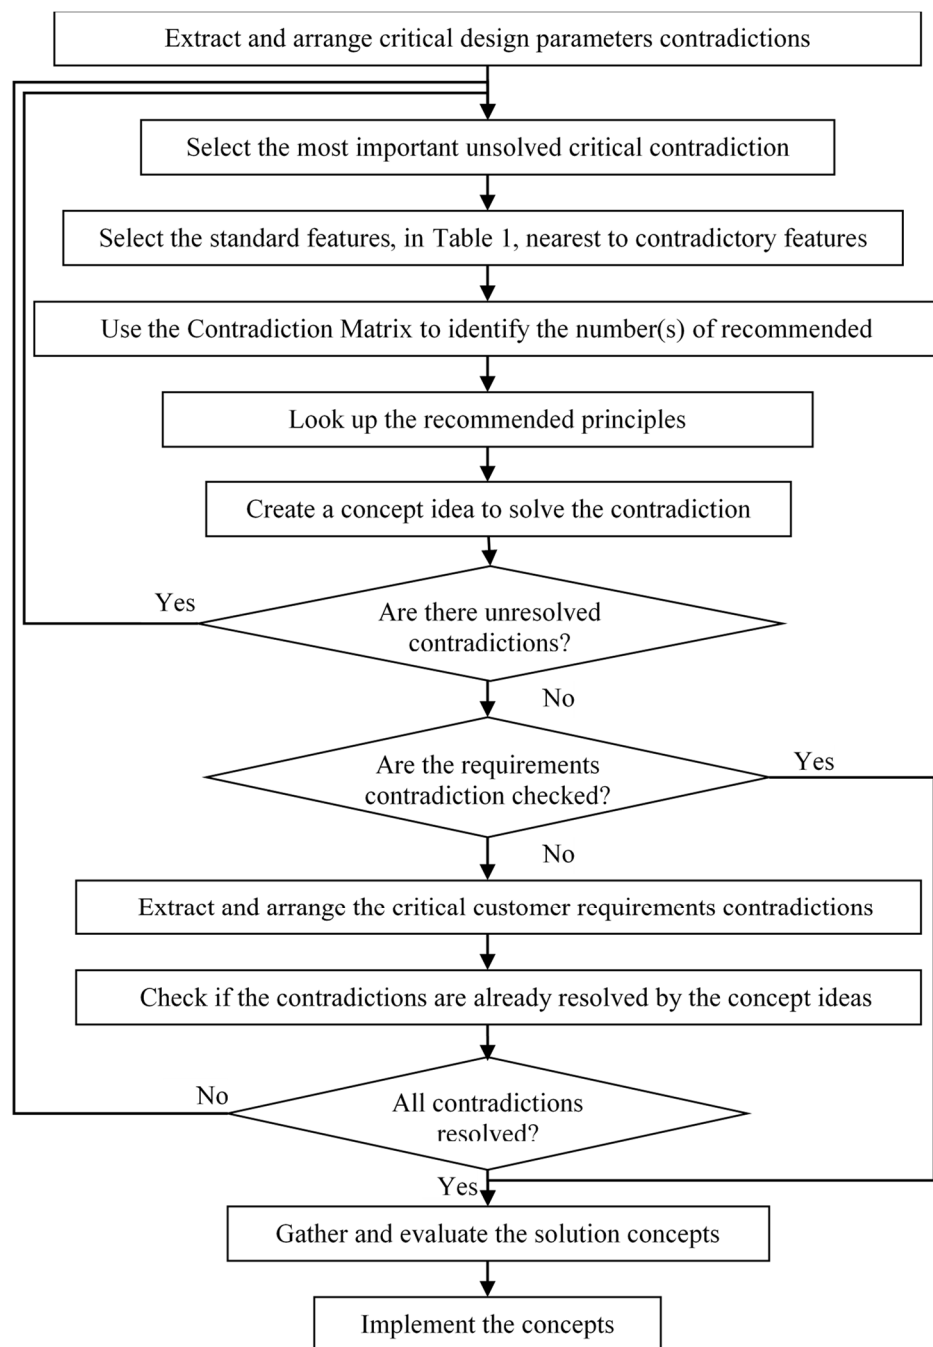 Extract and arrange critical design parameters contradictions
Select the most important unsolved critical contradiction
Select the standard features, in Table 1, nearest to contradictory features
Use the Contradiction Matrix to identify the number(s) of recommended
Look up the recommended principles
Create a concept idea to solve the contradiction
Yes
Are there unresolved
contradictions?
No
Are the requirements
contradiction checked?
Yes
No
Extract and arrange the critical customer requirements contradictions
Check if the contradictions are already resolved by the concept ideas
No
All contradictions
resolved?
Yes
Gather and evaluate the solution concepts
Implement the concepts